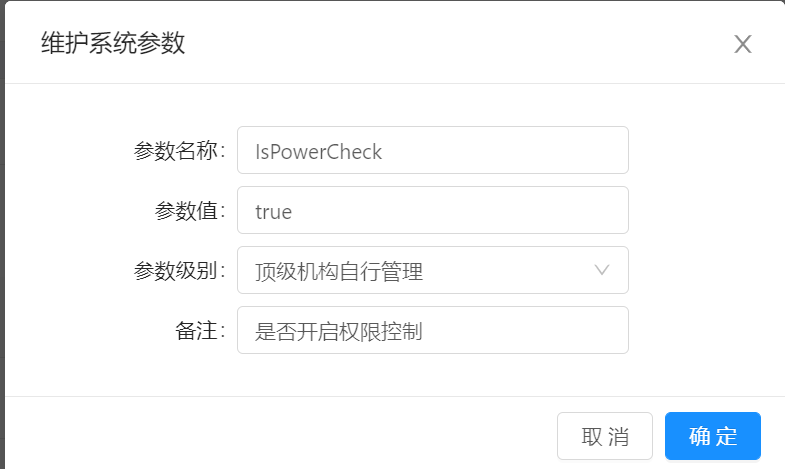 维护系统参数
参数名称: IsPowerCheck
参数值: true
参数级别: 顶级机构自行管理
备注: 是否开启权限控制
取 消 确 定